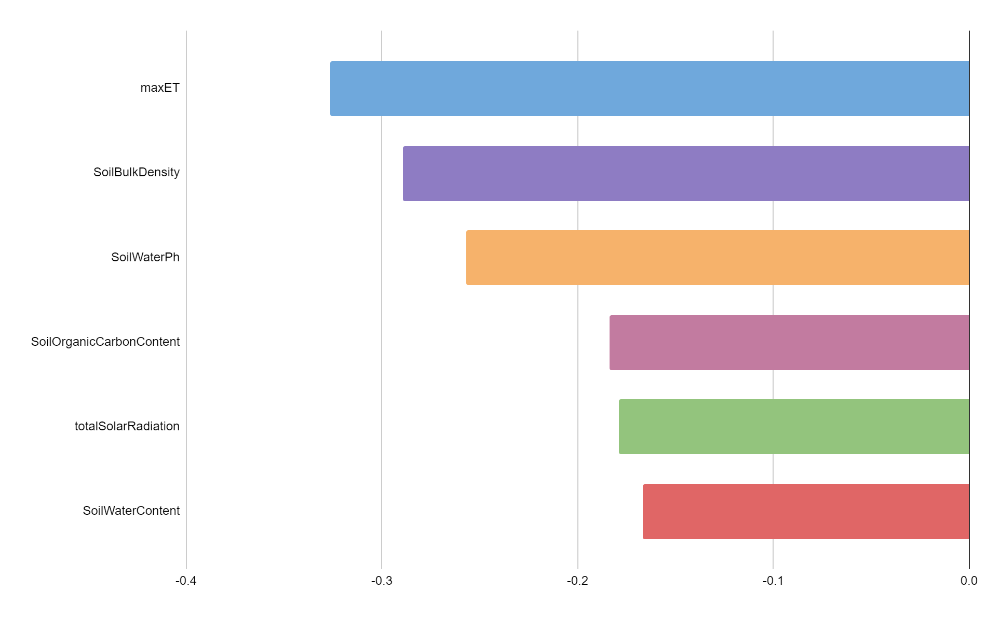 maxET
SoilBulkDensity
SoilWaterPh
SoilOrganicCarbonContent
totalSolarRadiation
SoilWaterContent
-0.4 -0.3 -0.2 -0.1 0.0